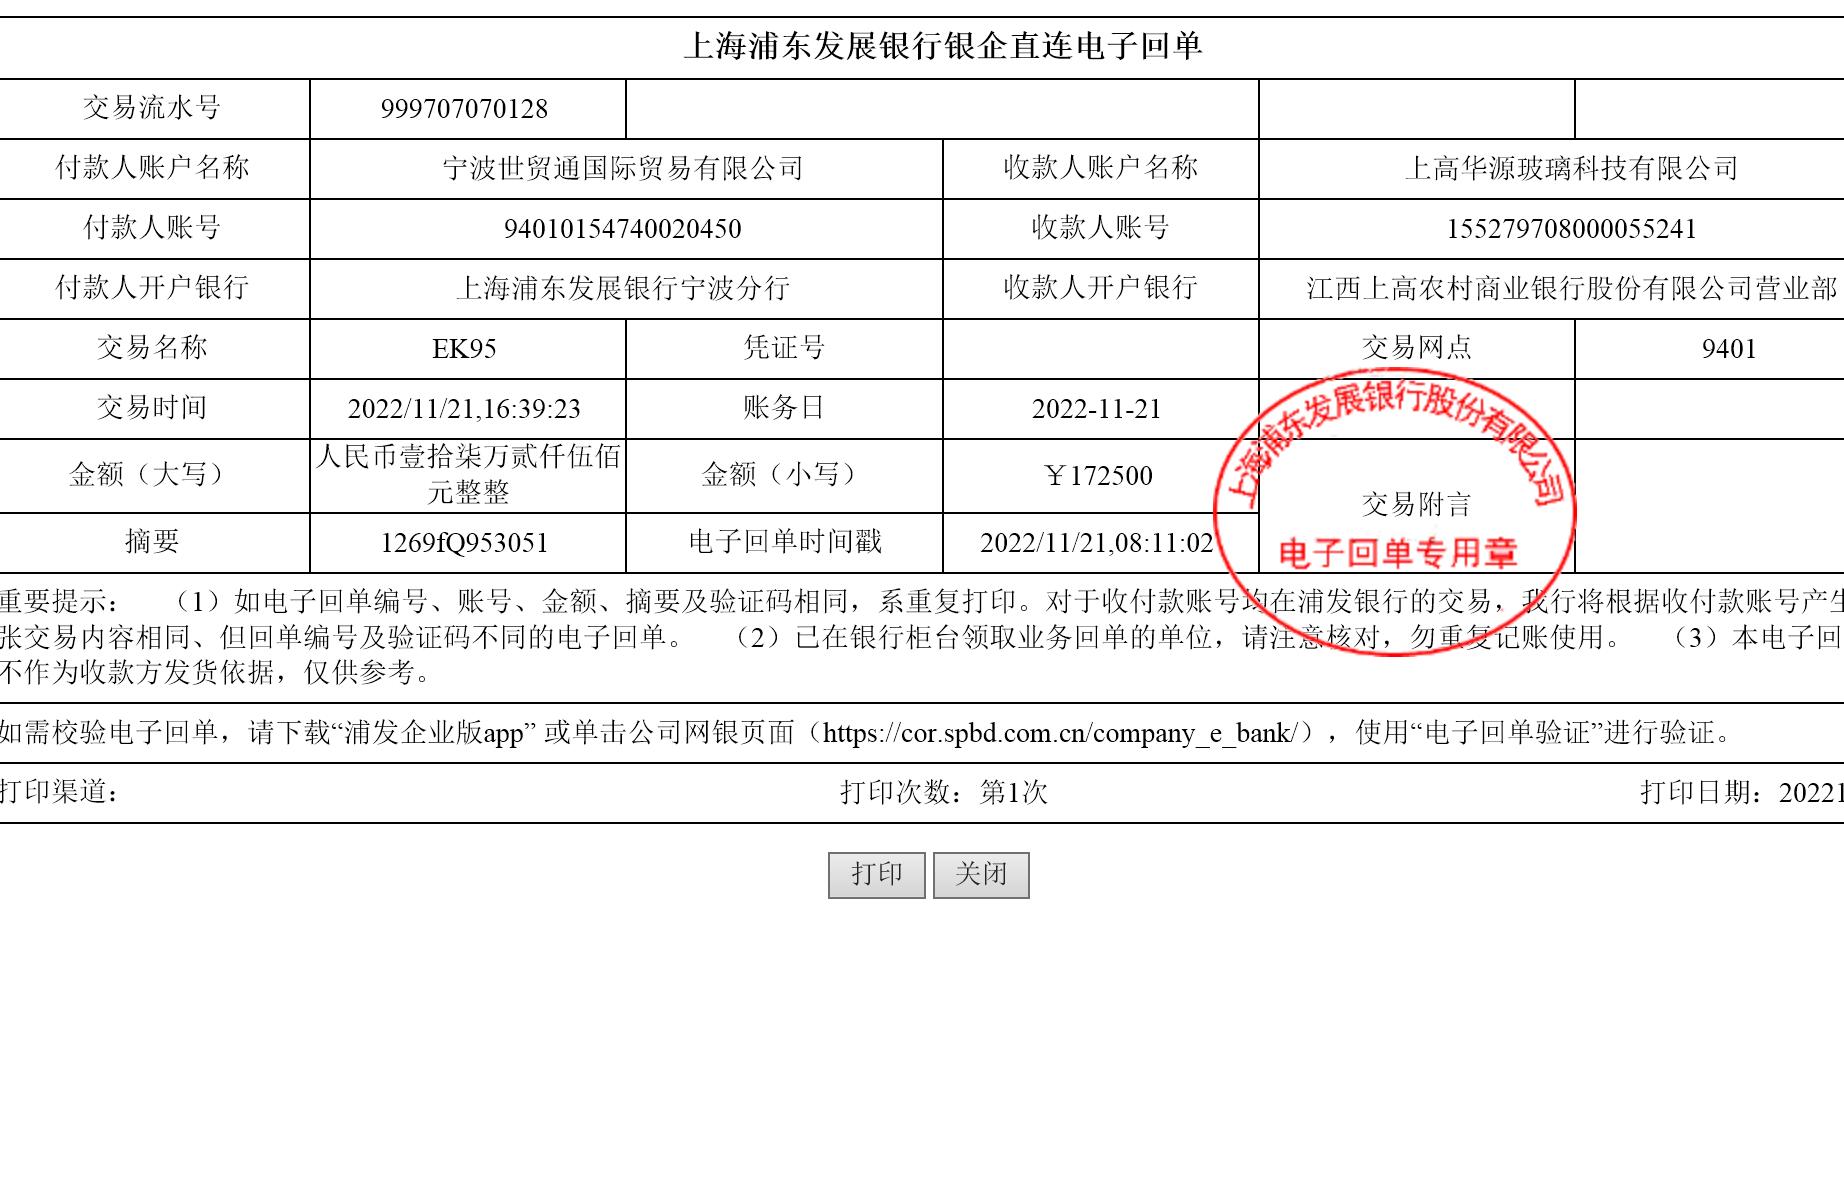 上海浦东发展银行银企直连电子回单
交易流水号 999707070128
付款人账户名称 宁波世贸通国际贸易有限公司 收款人账户名称 上高华源玻璃科技有限公司
付款人账号 94010154740020450 收款人账号 155279708000055241
付款人开户银行 上海浦东发展银行宁波分行 收款人开户银行 江西上高农村商业银行股份有限公司营业部
交易名称 EK95 凭证号 交易网点 9401
交易时间 2022/11/21,16:39:23 账务日 2022-11-21
金额（大写） 人民币壹拾柒万贰仟伍佰
元整整 金额（小写） ￥172500
交易附言
摘要 1269fQ953051 电子回单时间戳 2022/11/21,08:11:02
上海浦东发展银行股份有限公司
电子回单专用章
重要提示： （1）如电子回单编号、账号、金额、摘要及验证码相同，系重复打印。对于收付款账号均在浦发银行的交易，我行将根据收付款账号产生
张交易内容相同、但回单编号及验证码不同的电子回单。 （2）已在银行柜台领取业务回单的单位，请注意核对，勿重复记账使用。 （3）本电子回
不作为收款方发货依据，仅供参考。
如需校验电子回单，请下载“浦发企业版app” 或单击公司网银页面（https://cor.spbd.com.cn/company_e_bank/），使用“电子回单验证”进行验证。
打印渠道： 打印次数：第1次 打印日期：20221
打印 关闭